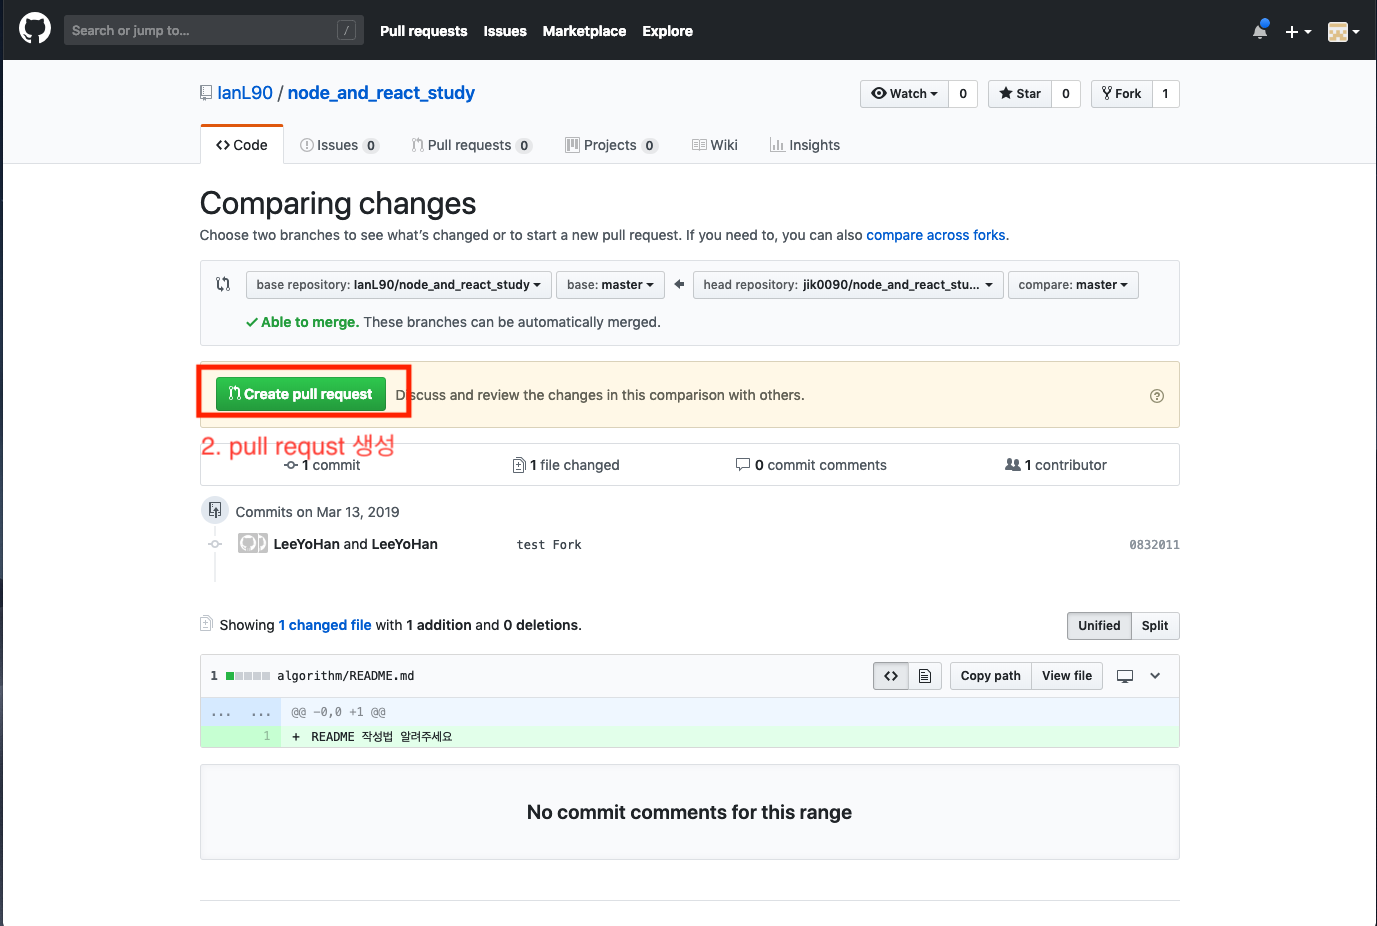 Search or jump to... / Pull requests Issues Marketplace Explore
IanL90 / node_and_react_study Watch 0 Star 0 Fork 1
Code Issues 0 Pull requests 0 Projects 0 Wiki Insights
Comparing changes
Choose two branches to see what's changed or to start a new pull request. If you need to, you can also compare across forks.
base repository: IanL90/node_and_react_study base: master head repository: jik0090/node_and_react_stu... compare: master
Able to merge. These branches can be automatically merged.
Create pull request Discuss and review the changes in this comparison with others.
2. pull requst 생성
1 commit 1 file changed 0 commit comments 1 contributor
Commits on Mar 13, 2019
LeeYoHan and LeeYoHan test Fork 0832011
Showing 1 changed file with 1 addition and 0 deletions. Unified Split
1 algorithm/README.md <> Copy path View file
... ... @@ -0,0 +1 @@
1 + README 작성법 알려주세요
No commit comments for this range